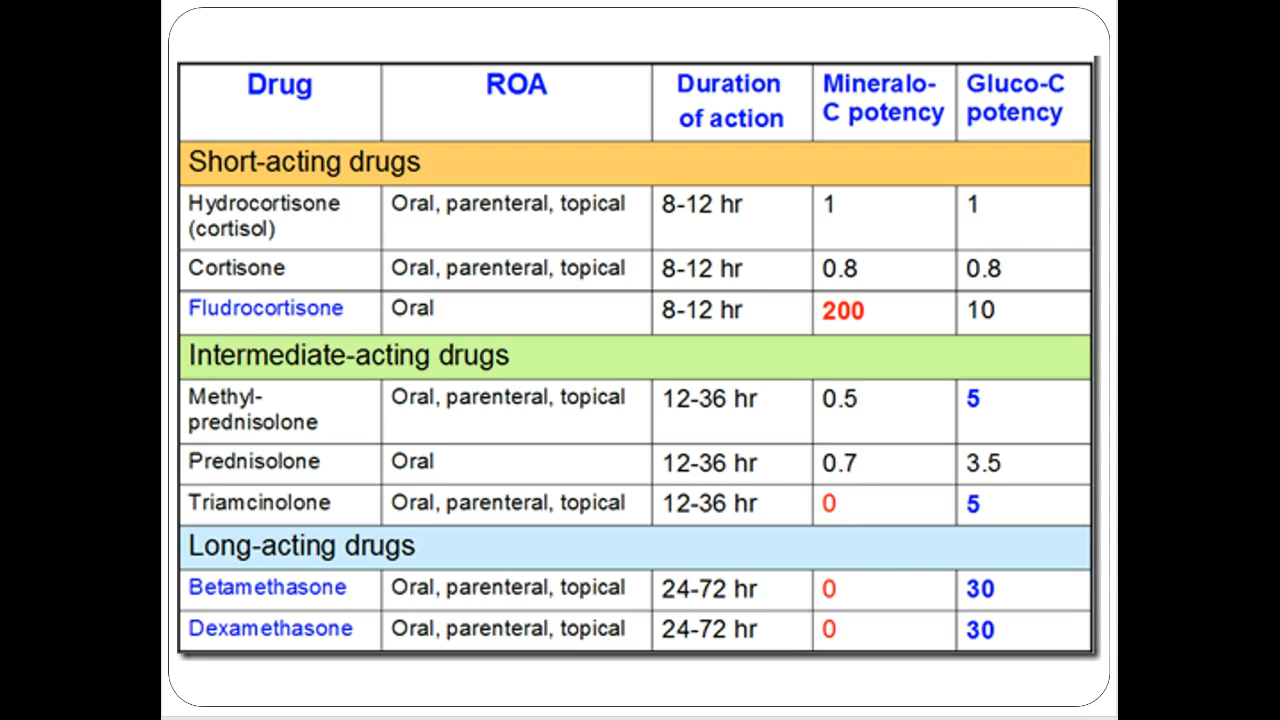 Drug ROA Duration of action Mineralo-C potency Gluco-C potency
Short-acting drugs
Hydrocortisone (cortisol) Oral, parenteral, topical 8-12 hr 1 1
Cortisone Oral, parenteral, topical 8-12 hr 0.8 0.8
Fludrocortisone Oral 8-12 hr 200 10
Intermediate-acting drugs
Methyl-prednisolone Oral, parenteral, topical 12-36 hr 0.5 5
Prednisolone Oral 12-36 hr 0.7 3.5
Triamcinolone Oral, parenteral, topical 12-36 hr 0 5
Long-acting drugs
Betamethasone Oral, parenteral, topical 24-72 hr 0 30
Dexamethasone Oral, parenteral, topical 24-72 hr 0 30